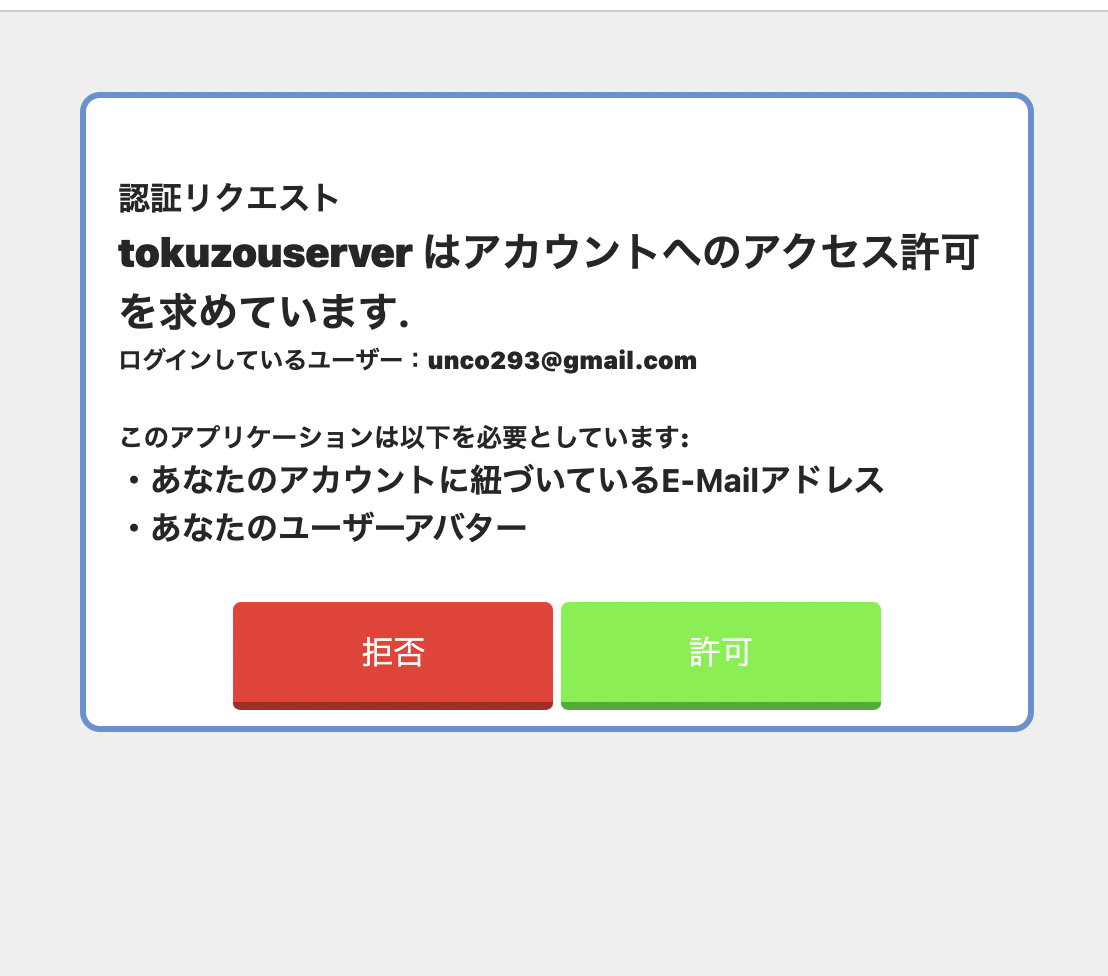 認証リクエスト
tokuzouserver はアカウントへのアクセス許可
を求めています.
ログインしているユーザー：unco293@gmail.com
このアプリケーションは以下を必要としています:
・あなたのアカウントに紐づいているE-Mailアドレス
・あなたのユーザーアバター
拒否
許可